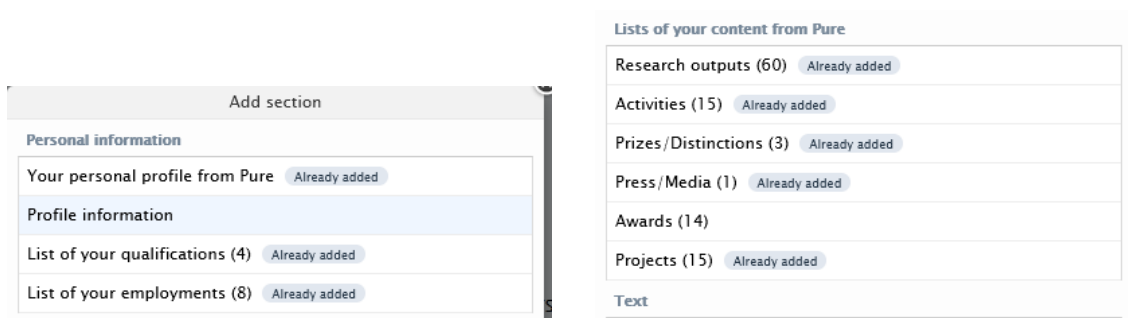 Add section
Personal information
Your personal profile from Pure Already added
Profile information
List of your qualifications (4) Already added
List of your employments (8) Already added
Lists of your content from Pure
Research outputs (60) Already added
Activities (15) Already added
Prizes/Distinctions (3) Already added
Press/Media (1) Already added
Awards (14)
Projects (15) Already added
Text